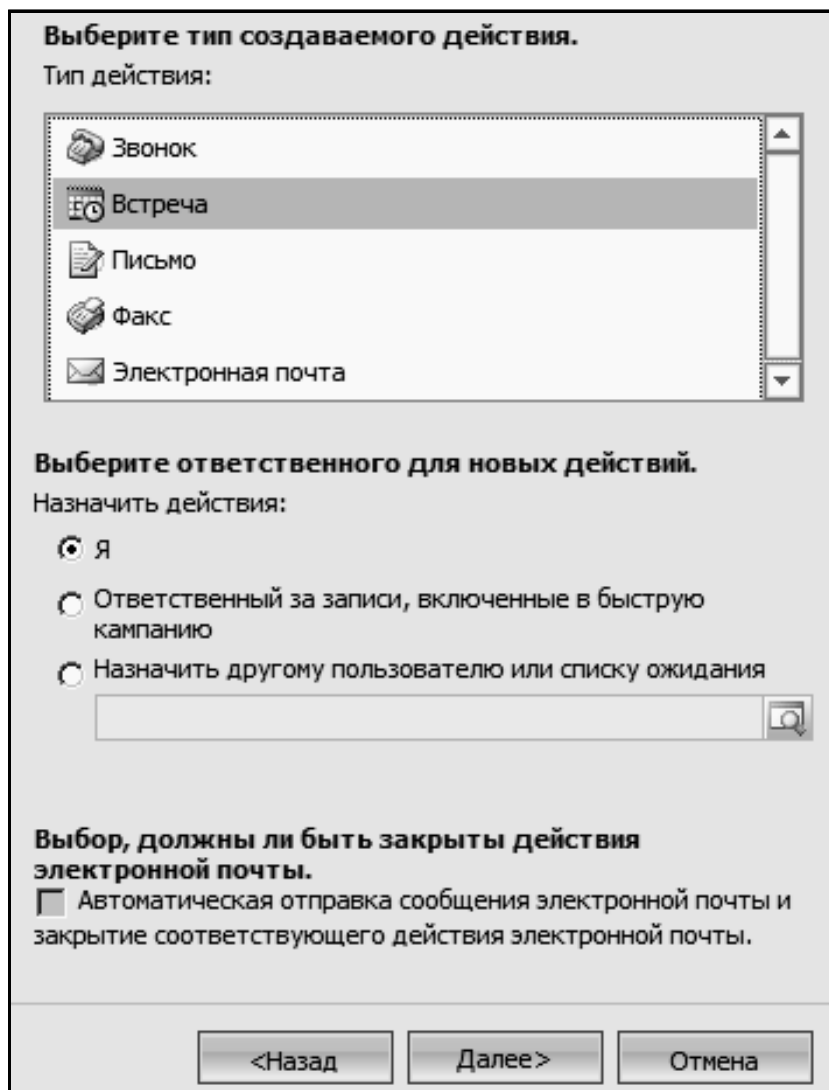 Выберите тип создаваемого действия.
Тип действия:
Звонок
Встреча
Письмо
Факс
Электронная почта
Выберите ответственного для новых действий.
Назначить действия:
Я
Ответственный за записи, включенные в быструю
кампанию
Назначить другому пользователю или списку ожидания
Выбор, должны ли быть закрыты действия
электронной почты.
Автоматическая отправка сообщения электронной почты и
закрытие соответствующего действия электронной почты.
<Назад
Далее>
Отмена